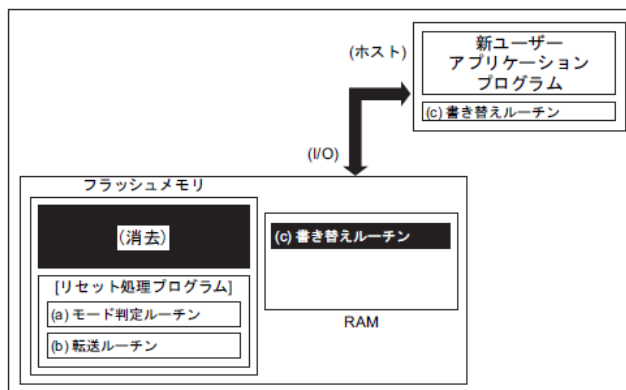 (ホスト)
新ユーザー
アプリケーション
プログラム
(c) 書き替えルーチン
(I/O)
フラッシュメモリ
(消去)
(c) 書き替えルーチン
[リセット処理プログラム]
(a) モード判定ルーチン
(b) 転送ルーチン
RAM